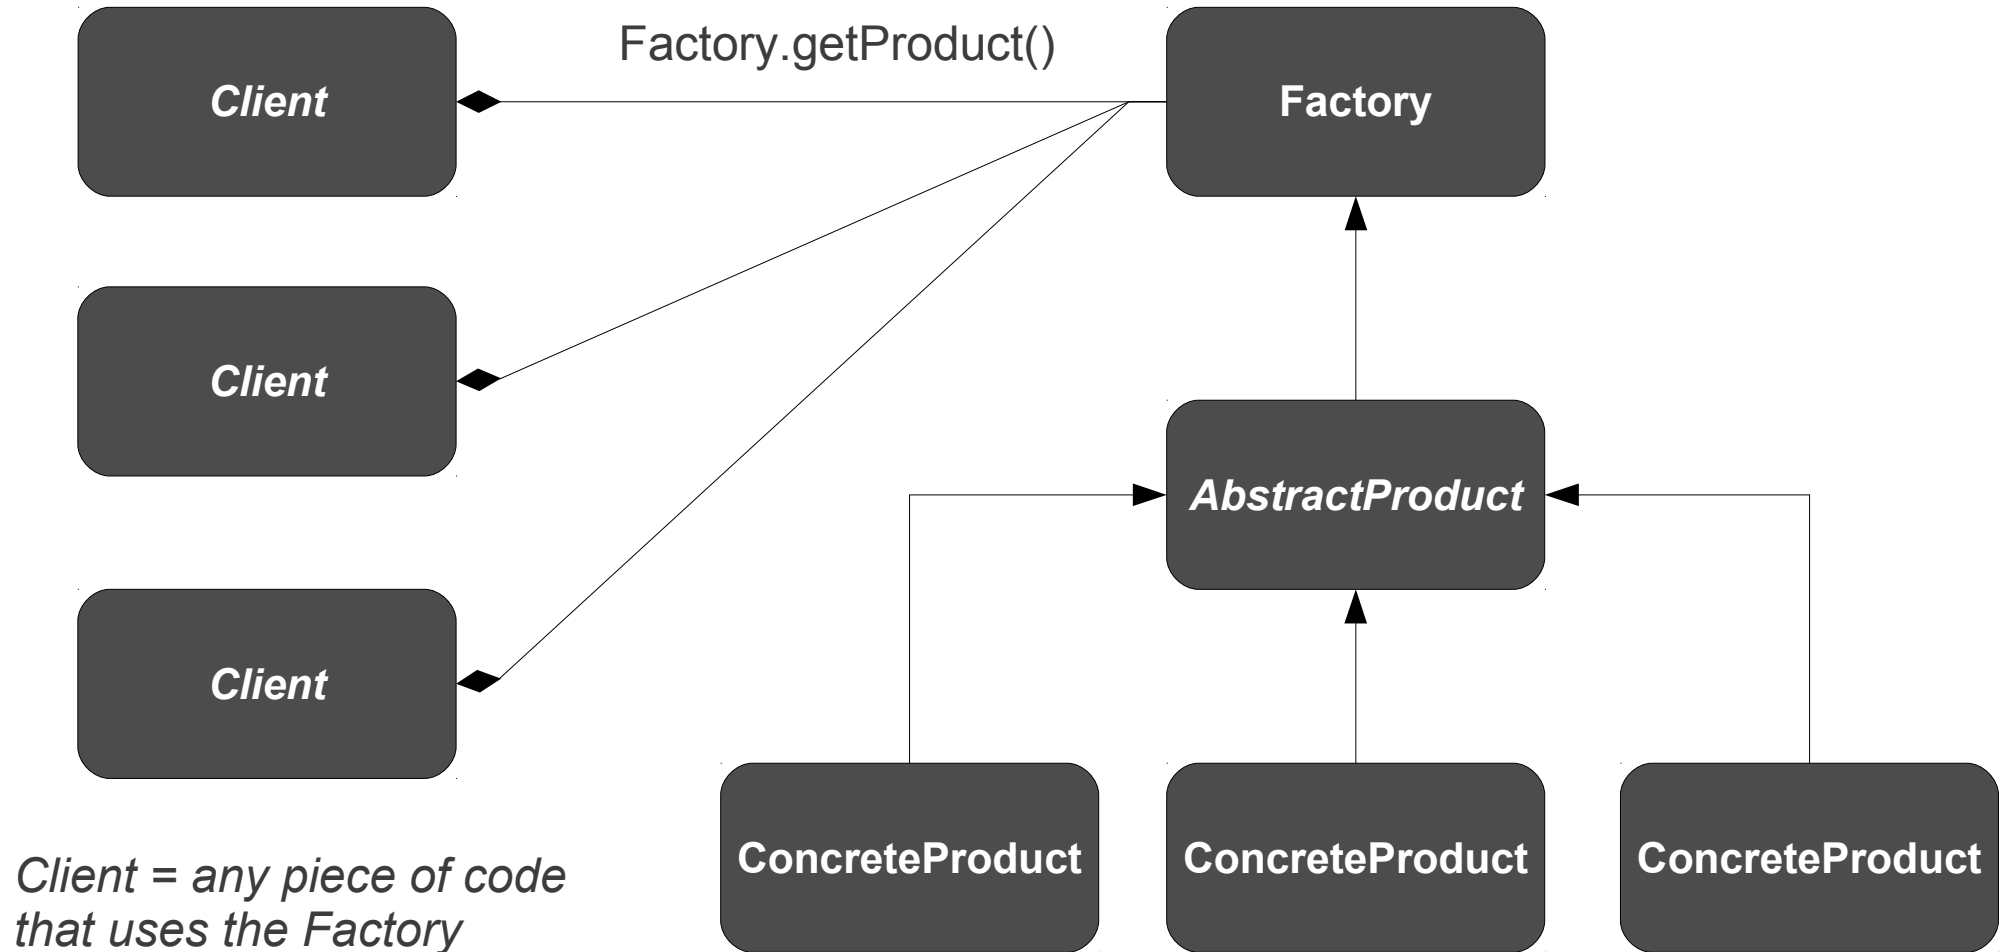 Factory.getProduct()
Client
Factory
Client
AbstractProduct
Client
ConcreteProduct
ConcreteProduct
ConcreteProduct
Client = any piece of code
that uses the Factory